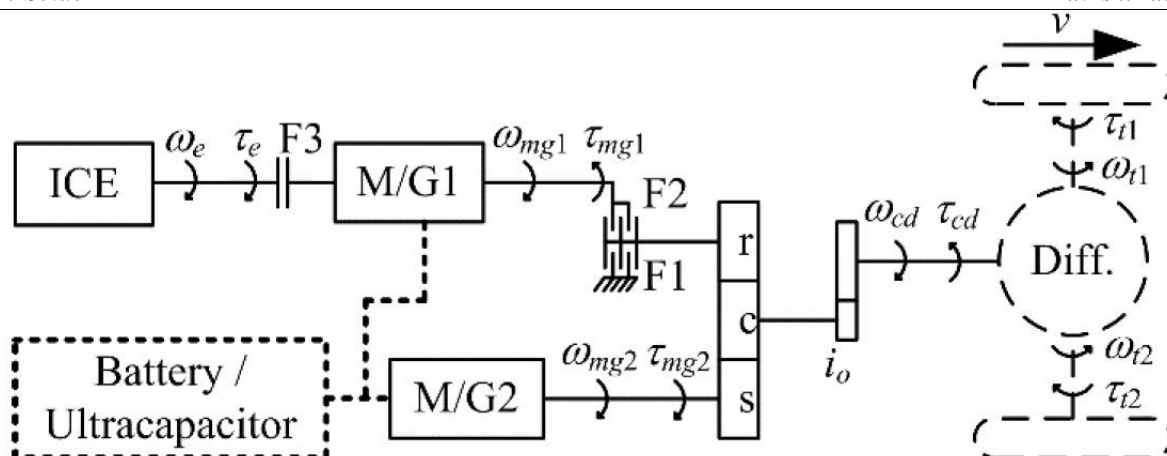 v
τt1
ωt1
ICE
ωe
τe
F3
M/G1
ωmg1
τmg1
F2
F1
r
c
s
io
ωcd
τcd
Diff.
ωt2
τt2
Battery /
Ultracapacitor
M/G2
ωmg2
τmg2